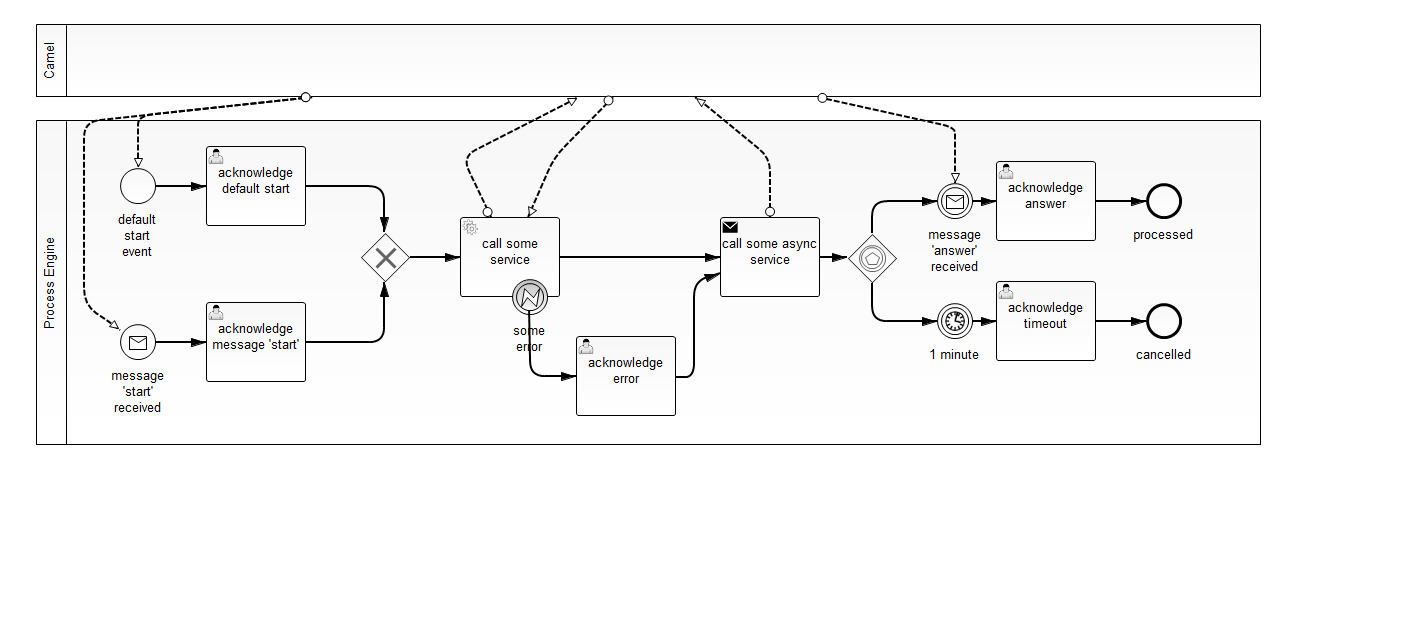 Camel
Process Engine
default
start
event
acknowledge
default start
message
'start'
received
acknowledge
message 'start'
call some
service
some
error
acknowledge
error
call some async
service
message
'answer'
received
acknowledge
answer
processed
1 minute
acknowledge
timeout
cancelled